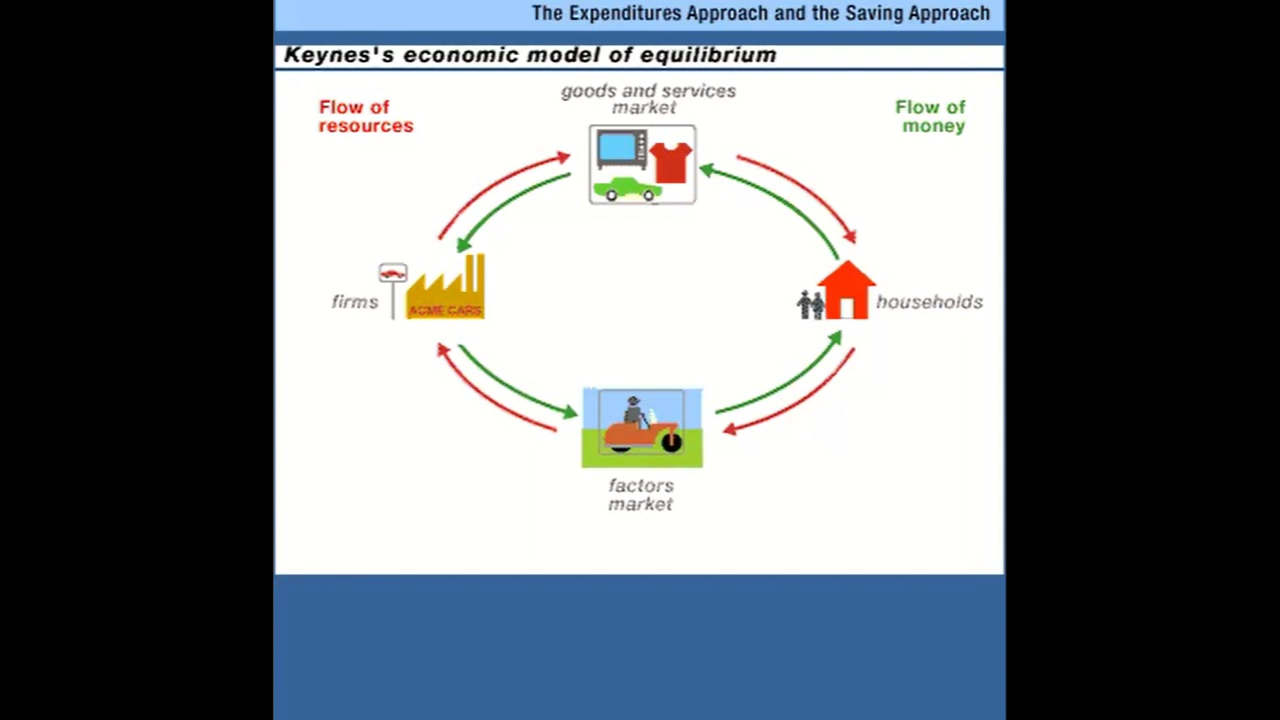 The Expenditures Approach and the Saving Approach
Keynes's economic model of equilibrium
goods and services
market
Flow of
resources
Flow of
money
firms
ACME CARS
households
factors
market